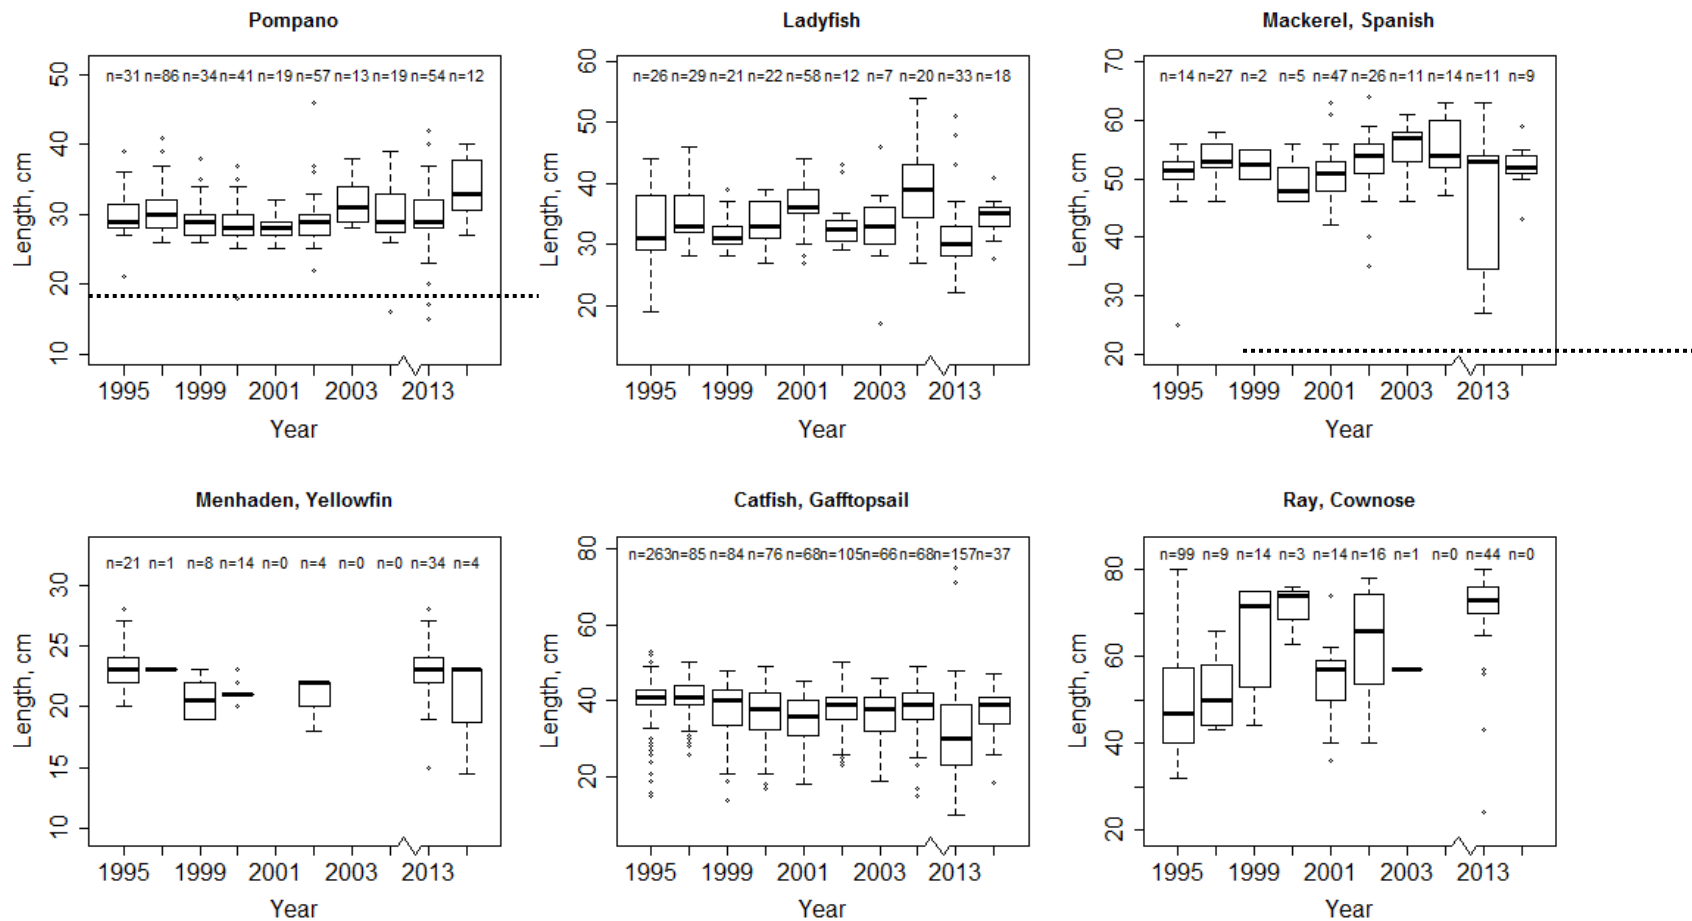 Pompano
Length, cm
50
40
30
20
10
n=31 n=86 n=34 n=41 n=19 n=57 n=13 n=19 n=54 n=12
1995 1999 2001 2003 2013
Year
Ladyfish
Length, cm
60
50
40
30
20
n=26 n=29 n=21 n=22 n=58 n=12 n=7 n=20 n=33 n=18
1995 1999 2001 2003 2013
Year
Mackerel, Spanish
Length, cm
70
60
50
40
30
20
n=14 n=27 n=2 n=5 n=47 n=26 n=11 n=14 n=11 n=9
1995 1999 2001 2003 2013
Year
Menhaden, Yellowfin
Length, cm
30
25
20
15
10
n=21 n=1 n=8 n=14 n=0 n=4 n=0 n=0 n=34 n=4
1995 1999 2001 2003 2013
Year
Catfish, Gafftopsail
Length, cm
80
60
40
20
n=263 n=85 n=84 n=76 n=68 n=105 n=66 n=68 n=157 n=37
1995 1999 2001 2003 2013
Year
Ray, Cownose
Length, cm
80
60
40
20
n=99 n=9 n=14 n=3 n=14 n=16 n=1 n=0 n=44 n=0
1995 1999 2001 2003 2013
Year